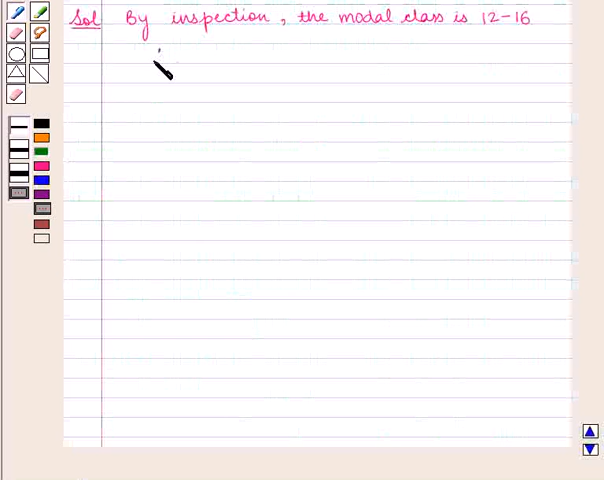 Sol By inspection, the modal class is 12-16